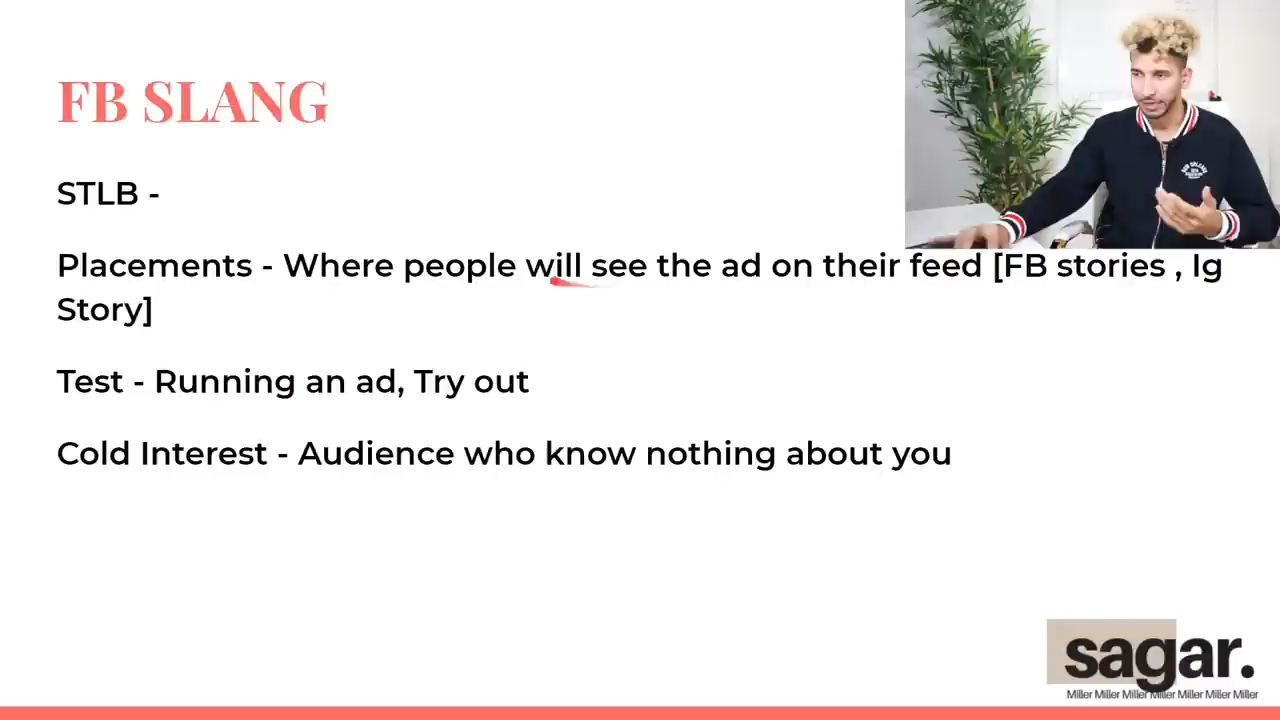 FB SLANG
STLB -
Placements - Where people will see the ad on their feed [FB stories , Ig
Story]
Test - Running an ad, Try out
Cold Interest - Audience who know nothing about you
sagar.
Miller Miller Miller Miller Miller Miller Miller